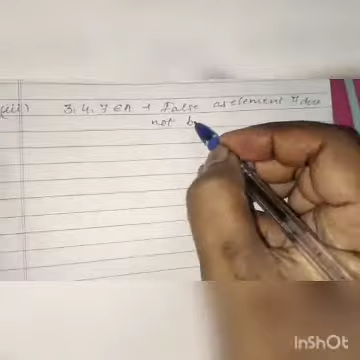 (iii) 3, 4, 7 ∈ A → False as element 7 does
not b
InShOt